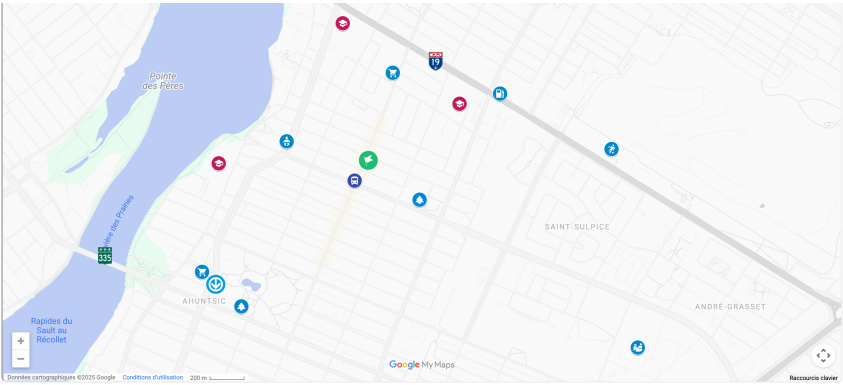 19
Pointe
des Pères
ière des Prairies
335
SAINT-SULPICE
AHUNTSIC
ANDRÉ-GRASSET
Rapides du
Sault au
Récollet
+
−
Google My Maps
Données cartographiques ©2025 Google Conditions d'utilisation 200 m
Raccourcis clavier